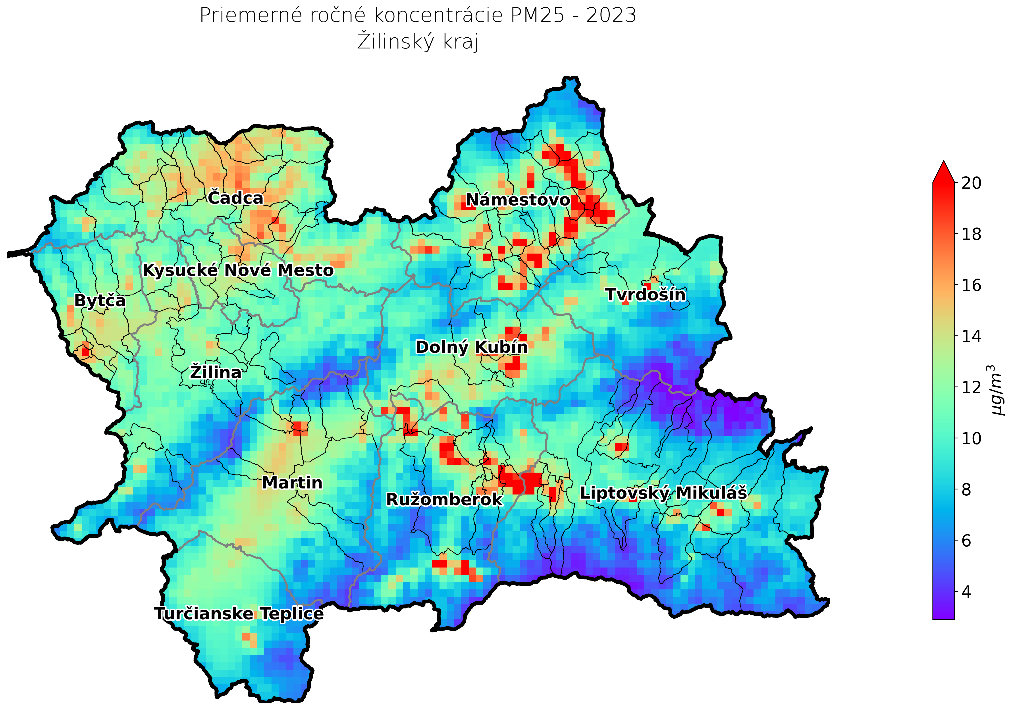 Priemerné ročné koncentrácie PM25 - 2023
Žilinský kraj
Čadca
Námestovo
Kysucké Nové Mesto
Bytča
Tvrdošín
Dolný Kubín
Žilina
Martin
Ružomberok
Liptovský Mikuláš
Turčianske Teplice
20
18
16
14
12
10
8
6
4
μg/m³